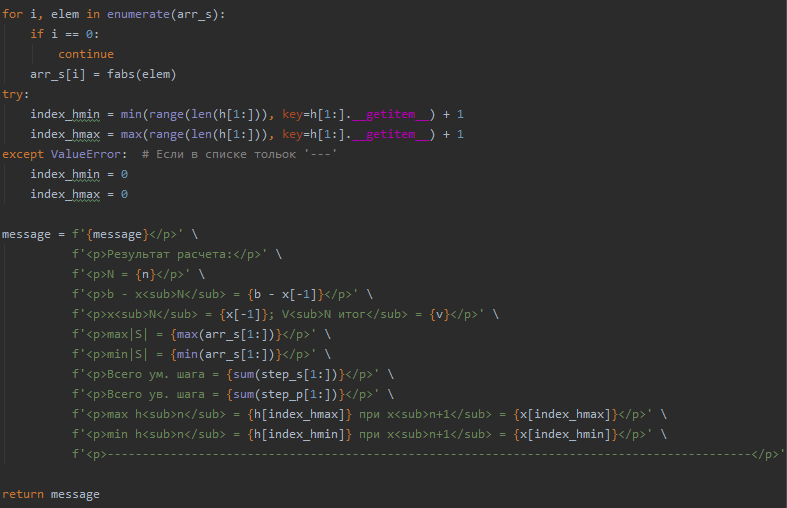 for i, elem in enumerate(arr_s):
    if i == 0:
        continue
    arr_s[i] = fabs(elem)
try:
    index_hmin = min(range(len(h[1:])), key=h[1:].__getitem__) + 1
    index_hmax = max(range(len(h[1:])), key=h[1:].__getitem__) + 1
except ValueError:  # Если в списке тольок '---'
    index_hmin = 0
    index_hmax = 0
message = f'{message}</p>' \
          f'<p>Результат расчета:</p>' \
          f'<p>N = {n}</p>' \
          f'<p>b - x<sub>N</sub> = {b - x[-1]}</p>' \
          f'<p>x<sub>N</sub> = {x[-1]}; V<sub>N итог</sub> = {v}</p>' \
          f'<p>max|S| = {max(arr_s[1:])}</p>' \
          f'<p>min|S| = {min(arr_s[1:])}</p>' \
          f'<p>Всего ум. шага = {sum(step_s[1:])}</p>' \
          f'<p>Всего ув. шага = {sum(step_p[1:])}</p>' \
          f'<p>max h<sub>n</sub> = {h[index_hmax]} при x<sub>n+1</sub> = {x[index_hmax]}</p>' \
          f'<p>min h<sub>n</sub> = {h[index_hmin]} при x<sub>n+1</sub> = {x[index_hmin]}</p>' \
          f'<p>------------------------------------------------------------------------------------------</p>'
return message